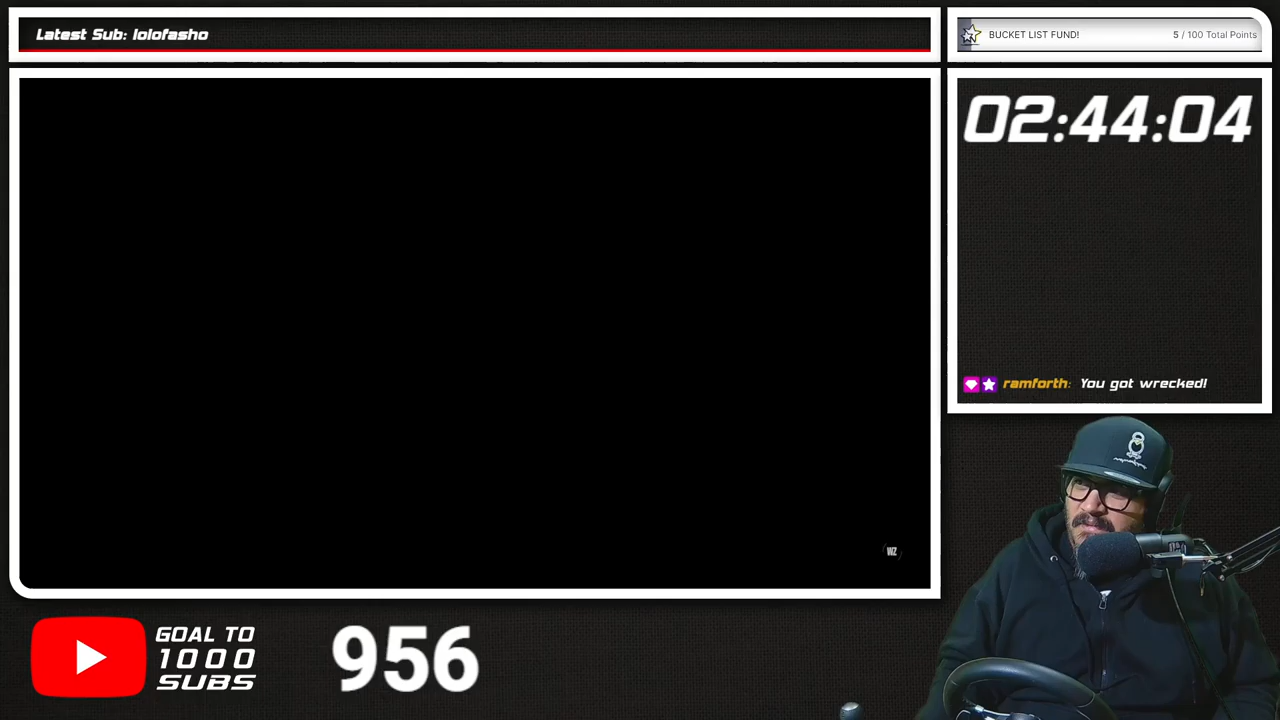 Latest Sub: lolofasho
BUCKET LIST FUND!
5 / 100 Total Points
02:44:04
ramforth: You got wrecked!
WZ
GOAL TO
1000
SUBS
956